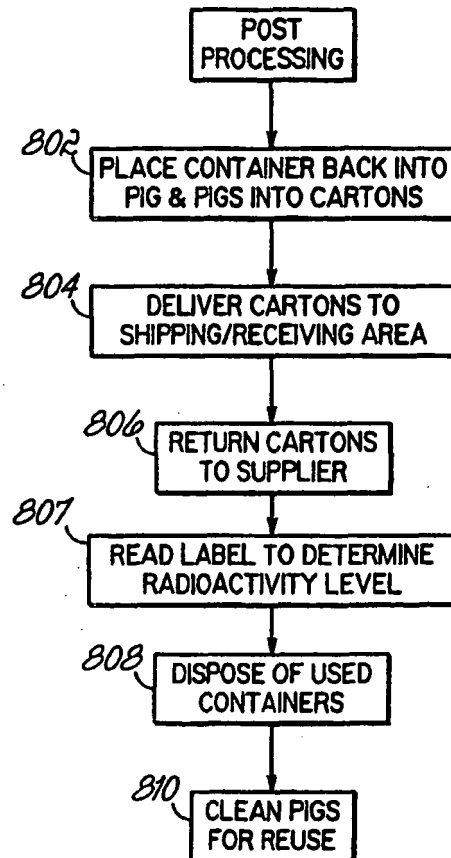 POST
PROCESSING
802
PLACE CONTAINER BACK INTO
PIG & PIGS INTO CARTONS
804
DELIVER CARTONS TO
SHIPPING/RECEIVING AREA
806
RETURN CARTONS
TO SUPPLIER
807
READ LABEL TO DETERMINE
RADIOACTIVITY LEVEL
808
DISPOSE OF USED
CONTAINERS
810
CLEAN PIGS
FOR REUSE